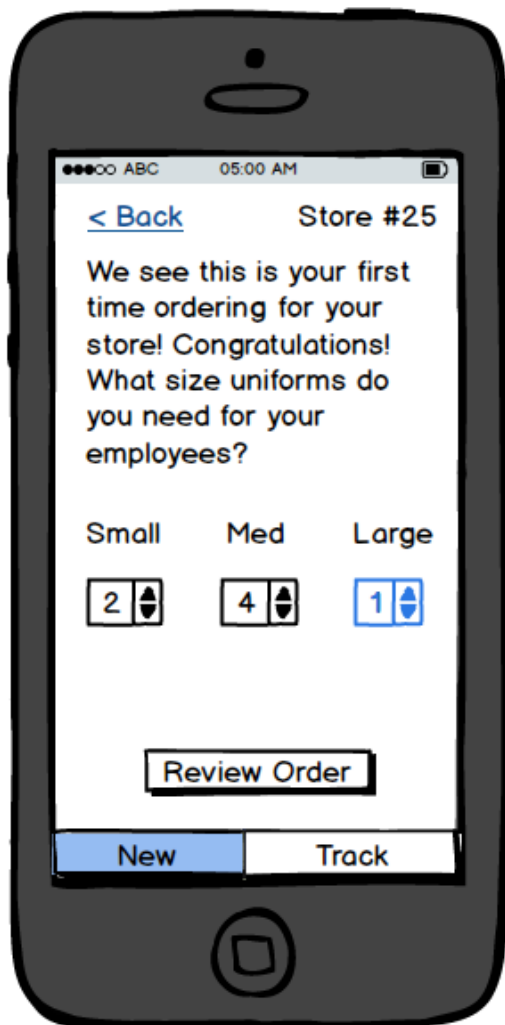 ABC 05:00 AM
< Back Store #25
We see this is your first
time ordering for your
store! Congratulations!
What size uniforms do
you need for your
employees?
Small Med Large
2 4 1
Review Order
New Track